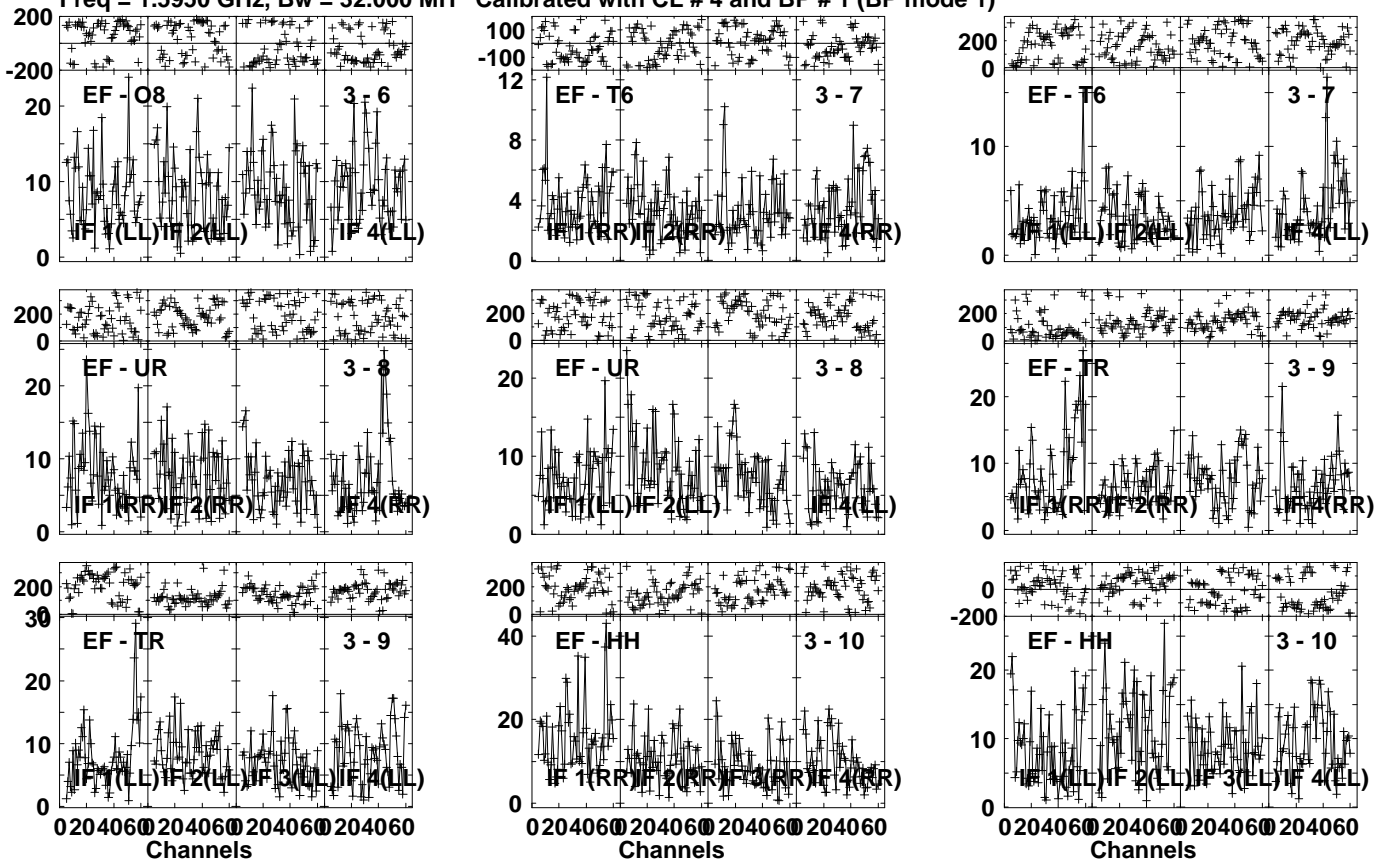 Freq = 1.5950 GHz, Bw = 32.000 MH Calibrated with CL # 4 and BP # 1 (BP mode 1)
200
-200
100
-100
200
0
EF - O8 3 - 6
20
10
0
IF 1(LL) IF 2(LL) IF 4(LL)
EF - T6 3 - 7
12
8
4
0
IF 1(RR) IF 2(RR) IF 4(RR)
EF - T6 3 - 7
10
0
IF 1(LL) IF 2(LL) IF 4(LL)
200
0
EF - UR 3 - 8
20
10
0
IF 1(RR) IF 2(RR) IF 4(RR)
200
0
EF - UR 3 - 8
20
10
0
IF 1(LL) IF 2(LL) IF 4(LL)
200
0
EF - TR 3 - 9
20
10
0
IF 1(RR) IF 2(RR) IF 4(RR)
200
0
EF - TR 3 - 9
30
20
10
0
IF 1(LL) IF 2(LL) IF 3(LL) IF 4(LL)
0 20 40 60 0 20 40 60 0 20 40 60 0 20 40 60
Channels
200
0
EF - HH 3 - 10
40
20
0
IF 1(RR) IF 2(RR) IF 3(RR) IF 4(RR)
0 20 40 60 0 20 40 60 0 20 40 60 0 20 40 60
Channels
0
-200
EF - HH 3 - 10
20
10
0
IF 1(LL) IF 2(LL) IF 3(LL) IF 4(LL)
0 20 40 60 0 20 40 60 0 20 40 60 0 20 40 60
Channels